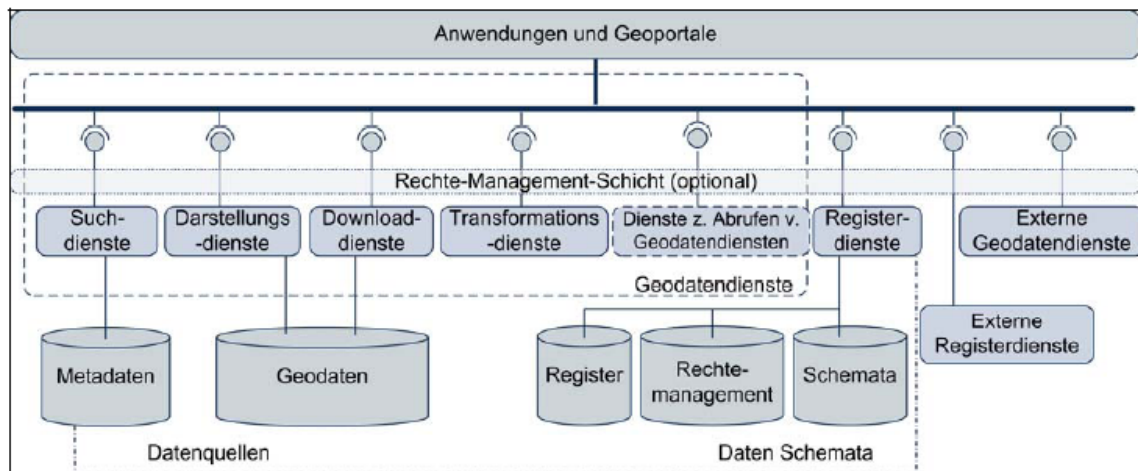 Anwendungen und Geoportale
Rechte-Management-Schicht (optional)
Such-
dienste
Darstellungs
-dienste
Download-
dienste
Transformations
-dienste
Dienste z. Abrufen v.
Geodatendiensten
Register-
dienste
Externe
Geodatendienste
Geodatendienste
Externe
Registerdienste
Metadaten
Geodaten
Register
Rechte-
management
Schemata
Datenquellen
Daten Schemata